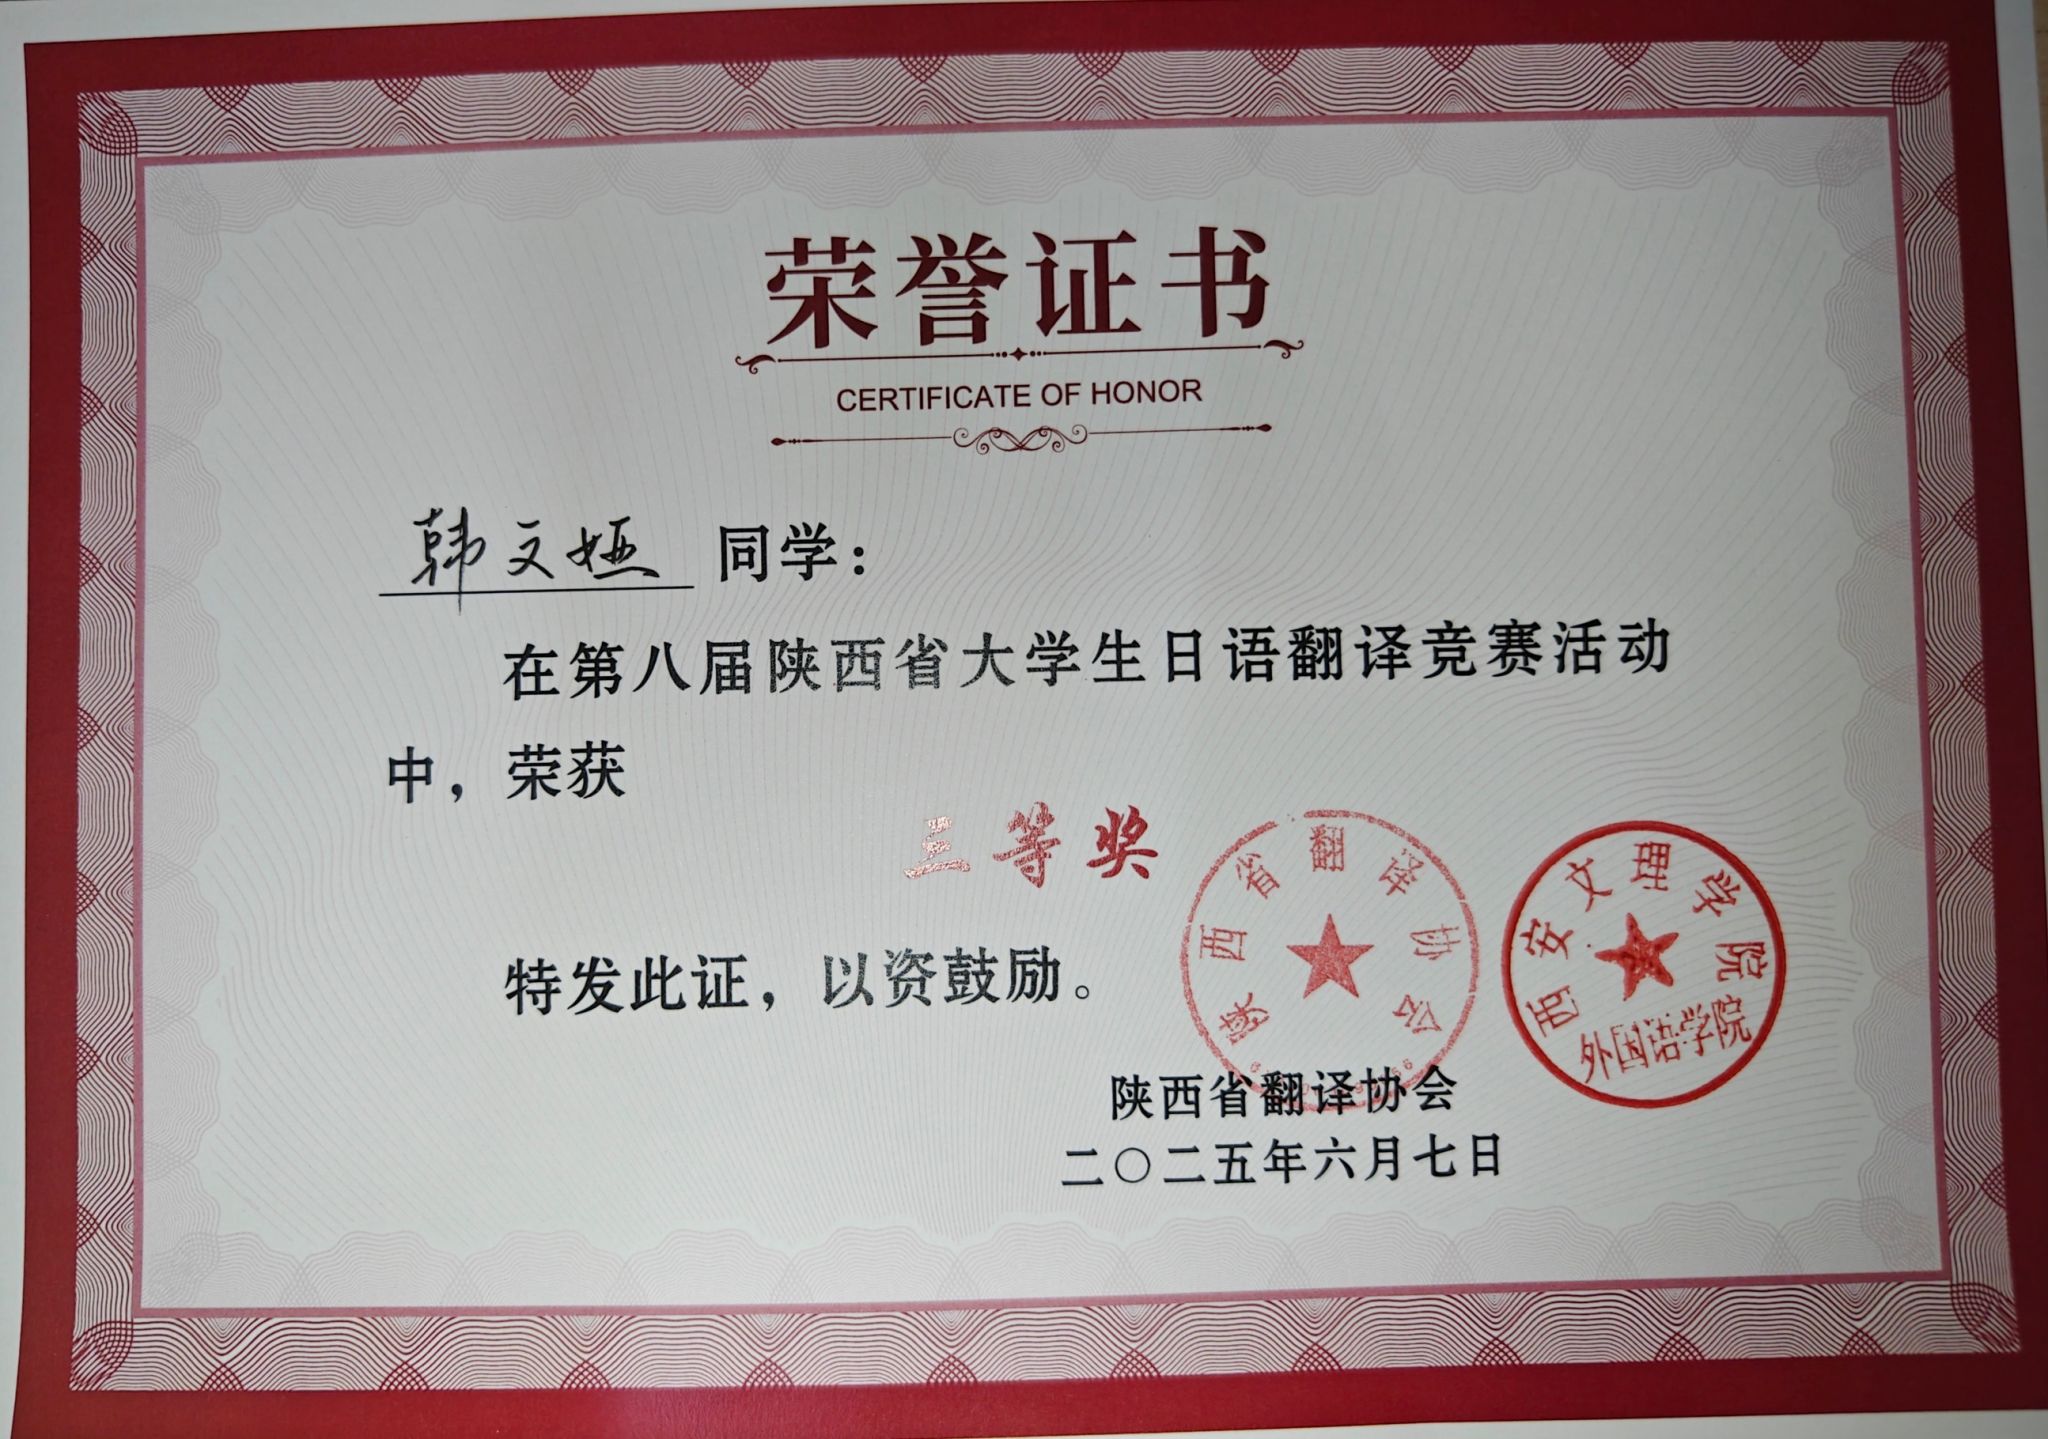 荣誉证书
CERTIFICATE OF HONOR
韩文娅 同学：
在第八届陕西省大学生日语翻译竞赛活动
中，荣获
三等奖
特发此证，以资鼓励。
陕西省翻译协会
西安文理学院
外国语学院
陕西省翻译协会
二〇二五年六月七日